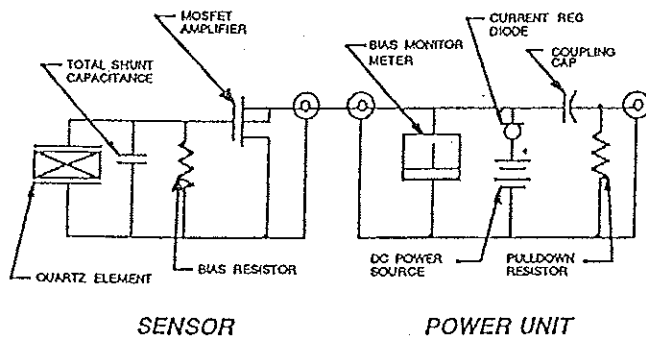 MOSFET
AMPLIFIER
TOTAL SHUNT
CAPACITANCE
BIAS MONITOR
METER
CURRENT REG
DIODE
COUPLING
CAP
QUARTZ ELEMENT
BIAS RESISTOR
DC POWER
SOURCE
PULLDOWN
RESISTOR
SENSOR
POWER UNIT